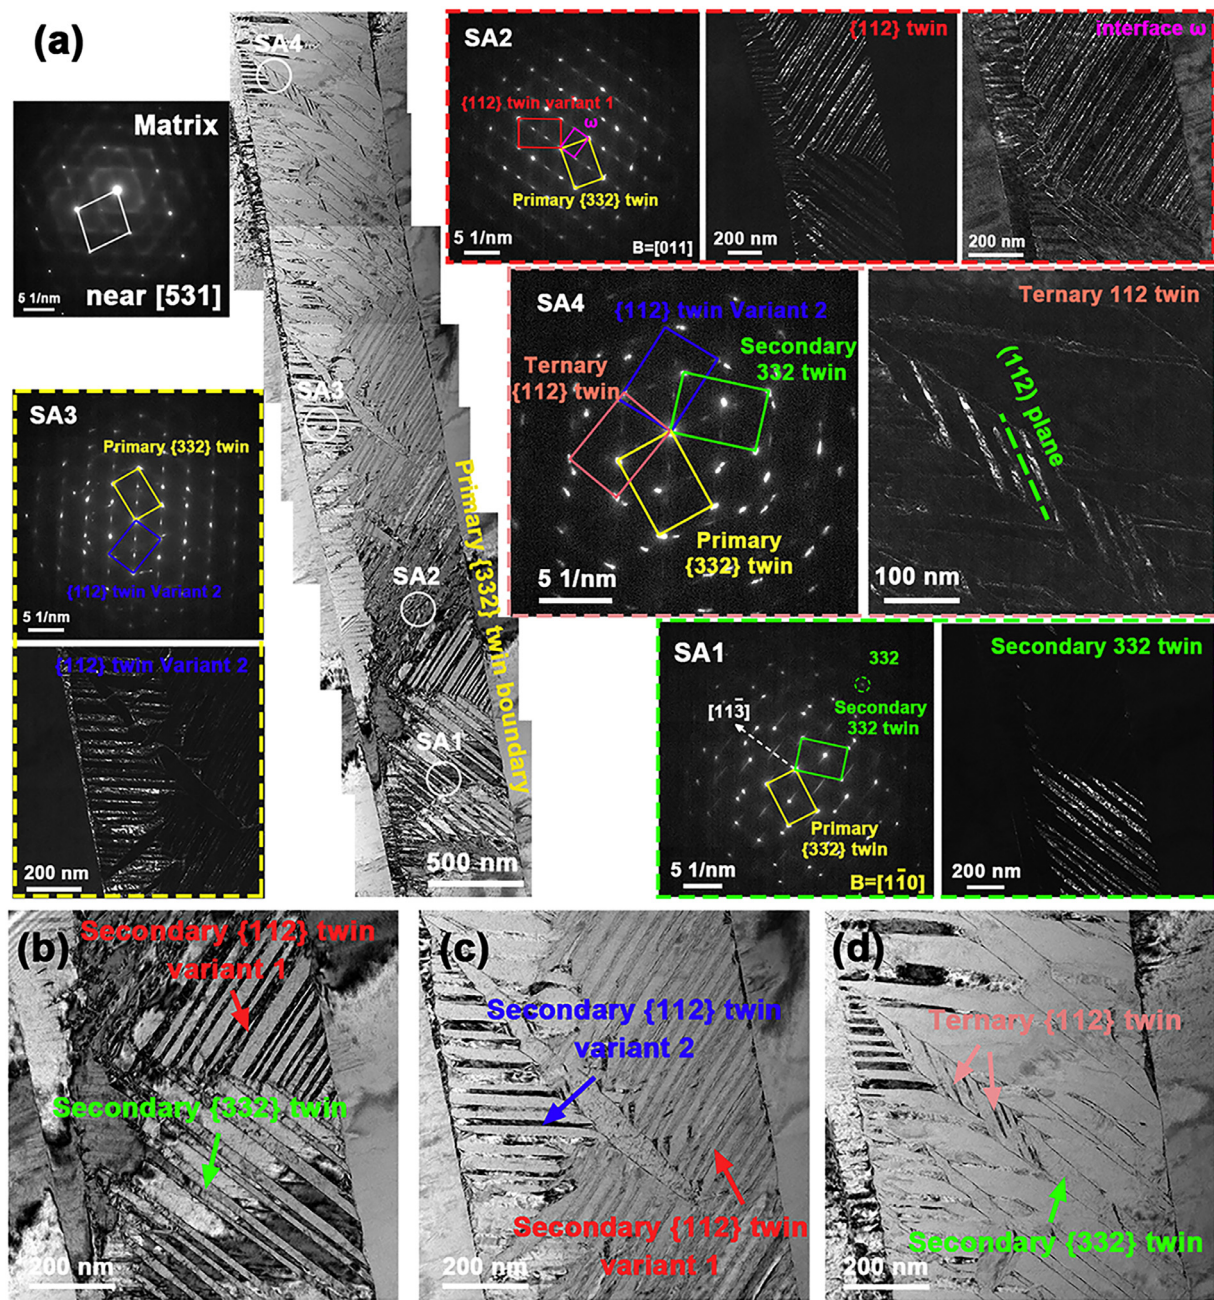 (a)
SA4
Matrix
near [531]
5 1/nm
SA3
SA2
SA1
Primary {332} twin boundary
500 nm
SA2
{112} twin variant 1
ω
Primary {332} twin
5 1/nm
B=[011]
{112} twin
200 nm
interface ω
200 nm
SA4
{112} twin Variant 2
Secondary
332 twin
Ternary
{112} twin
Primary
{332} twin
5 1/nm
Ternary 112 twin
(112) plane
100 nm
SA3
Primary {332} twin
{112} twin Variant 2
5 1/nm
{112} twin Variant 2
200 nm
SA1
332
Secondary
332 twin
[113̄]
Primary
{332} twin
5 1/nm
B=[11̄0]
Secondary 332 twin
200 nm
(b)
Secondary {112} twin
variant 1
Secondary {332} twin
200 nm
(c)
Secondary {112} twin
variant 2
Secondary {112} twin
variant 1
200 nm
(d)
Ternary {112} twin
Secondary {332} twin
200 nm